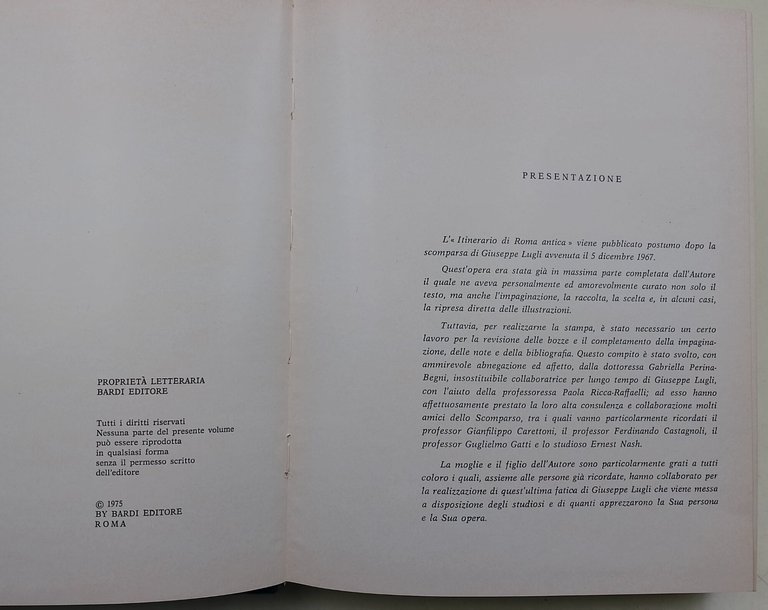 PROPRIETÀ LETTERARIA
BARDI EDITORE
Tutti i diritti riservati
Nessuna parte del presente volume
può essere riprodotta
in qualsiasi forma
senza il permesso scritto
dell'editore
© 1975
BY BARDI EDITORE
ROMA
PRESENTAZIONE
L'« Itinerario di Roma antica » viene pubblicato postumo dopo la
scomparsa di Giuseppe Lugli avvenuta il 5 dicembre 1967.
Quest'opera era stata già in massima parte completata dall'Autore
il quale ne aveva personalmente ed amorevolmente curato non solo il
testo, ma anche l'impaginazione, la raccolta, la scelta e, in alcuni casi,
la ripresa diretta delle illustrazioni.
Tuttavia, per realizzarne la stampa, è stato necessario un certo
lavoro per la revisione delle bozze e il completamento della impagina-
zione, delle note e della bibliografia. Questo compito è stato svolto, con
ammirevole abnegazione ed affetto, dalla dottoressa Gabriella Perina-
Begni, insostituibile collaboratrice per lungo tempo di Giuseppe Lugli,
con l'aiuto della professoressa Paola Ricca-Raffaelli; ad esso hanno
affettuosamente prestato la loro alta consulenza e collaborazione molti
amici dello Scomparso, tra i quali vanno particolarmente ricordati il
professor Gianfilippo Carettoni, il professor Ferdinando Castagnoli, il
professor Guglielmo Gatti e lo studioso Ernest Nash.
La moglie e il figlio dell'Autore sono particolarmente grati a tutti
coloro i quali, assieme alle persone già ricordate, hanno collaborato per
la realizzazione di quest'ultima fatica di Giuseppe Lugli che viene messa
a disposizione degli studiosi e di quanti apprezzarono la Sua persona
e la Sua opera.